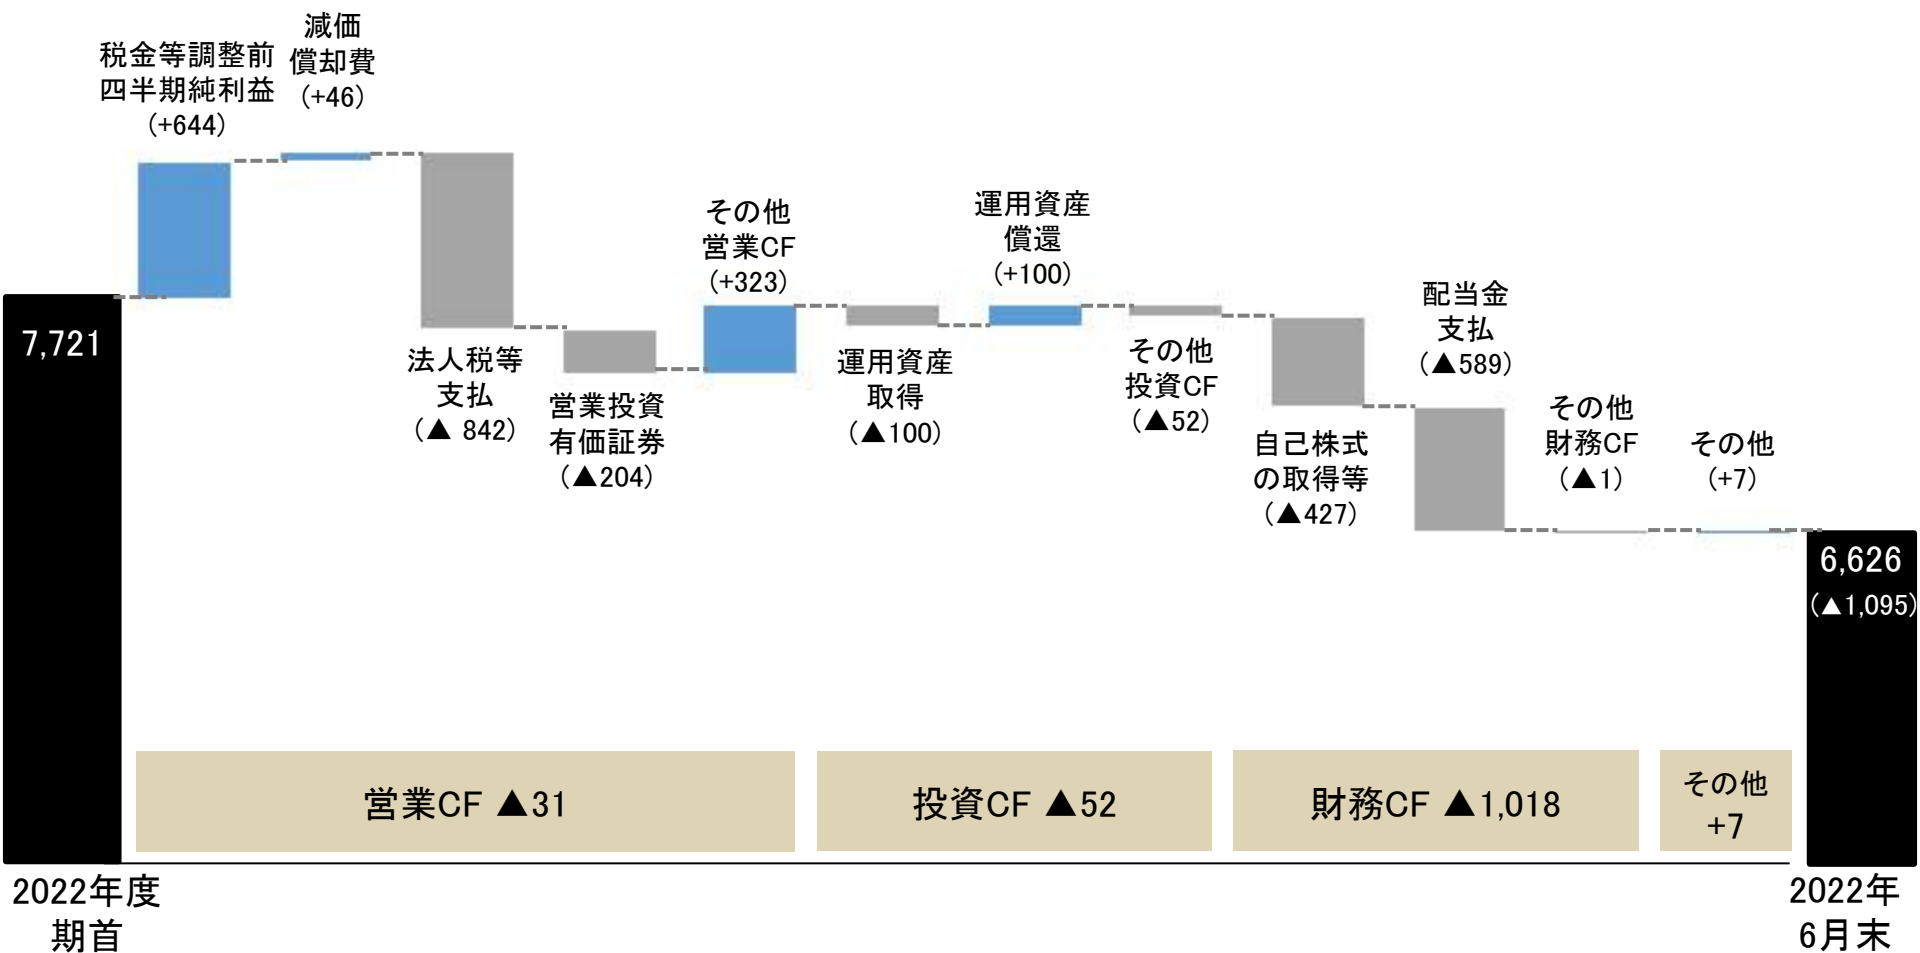 税金等調整前
四半期純利益
（+644）
減価
償却費
（+46）
7,721
法人税等
支払
（▲ 842）
営業投資
有価証券
（▲204）
その他
営業CF
（+323）
運用資産
取得
（▲100）
運用資産
償還
（+100）
その他
投資CF
（▲52）
自己株式
の取得等
（▲427）
配当金
支払
（▲589）
その他
財務CF
（▲1）
その他
（+7）
6,626
（▲1,095）
営業CF ▲31
投資CF ▲52
財務CF ▲1,018
その他
+7
2022年度
期首
2022年
6月末